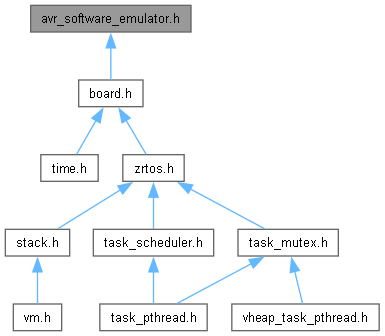 avr_software_emulator.h
board.h
time.h
zrtos.h
stack.h
task_scheduler.h
task_mutex.h
vm.h
task_pthread.h
vheap_task_pthread.h